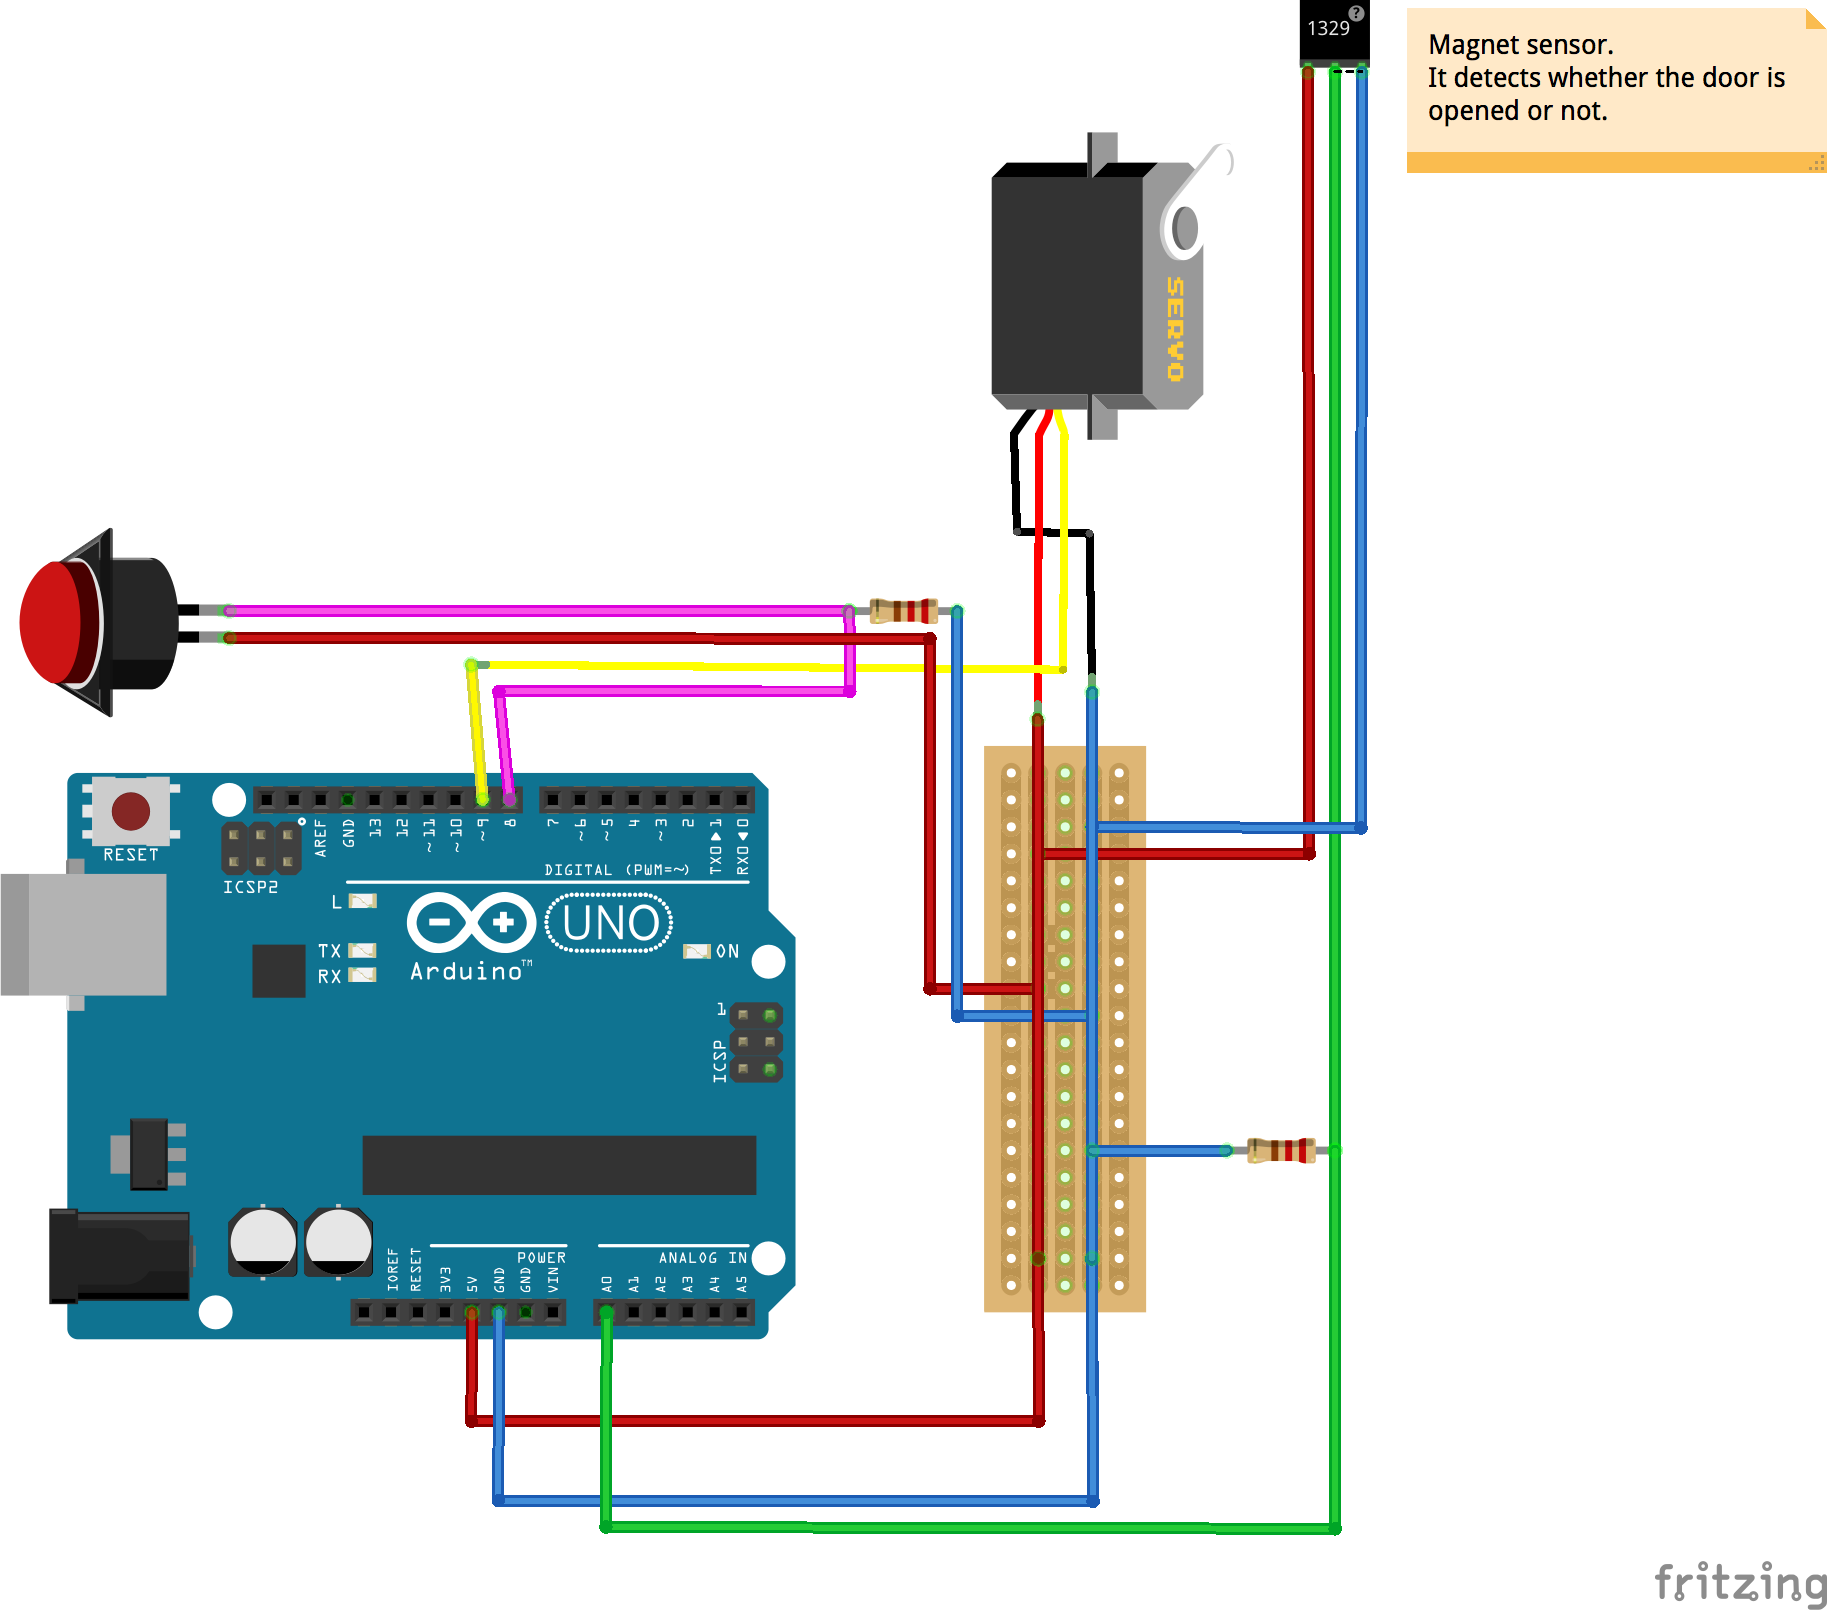 1329
?
Magnet sensor.
It detects whether the door is
opened or not.
SERVO
RESET
ICSP2
AREF
GND
13
12
~11
~10
~9
8
7
~6
~5
4
~3
2
TX0 1
RX0 0
DIGITAL (PWM=~)
L
TX
RX
UNO
ON
Arduino™
1
ICSP
IOREF
RESET
3V3
5V
GND
GND
VIN
POWER
A0
A1
A2
A3
A4
A5
ANALOG IN
fritzing